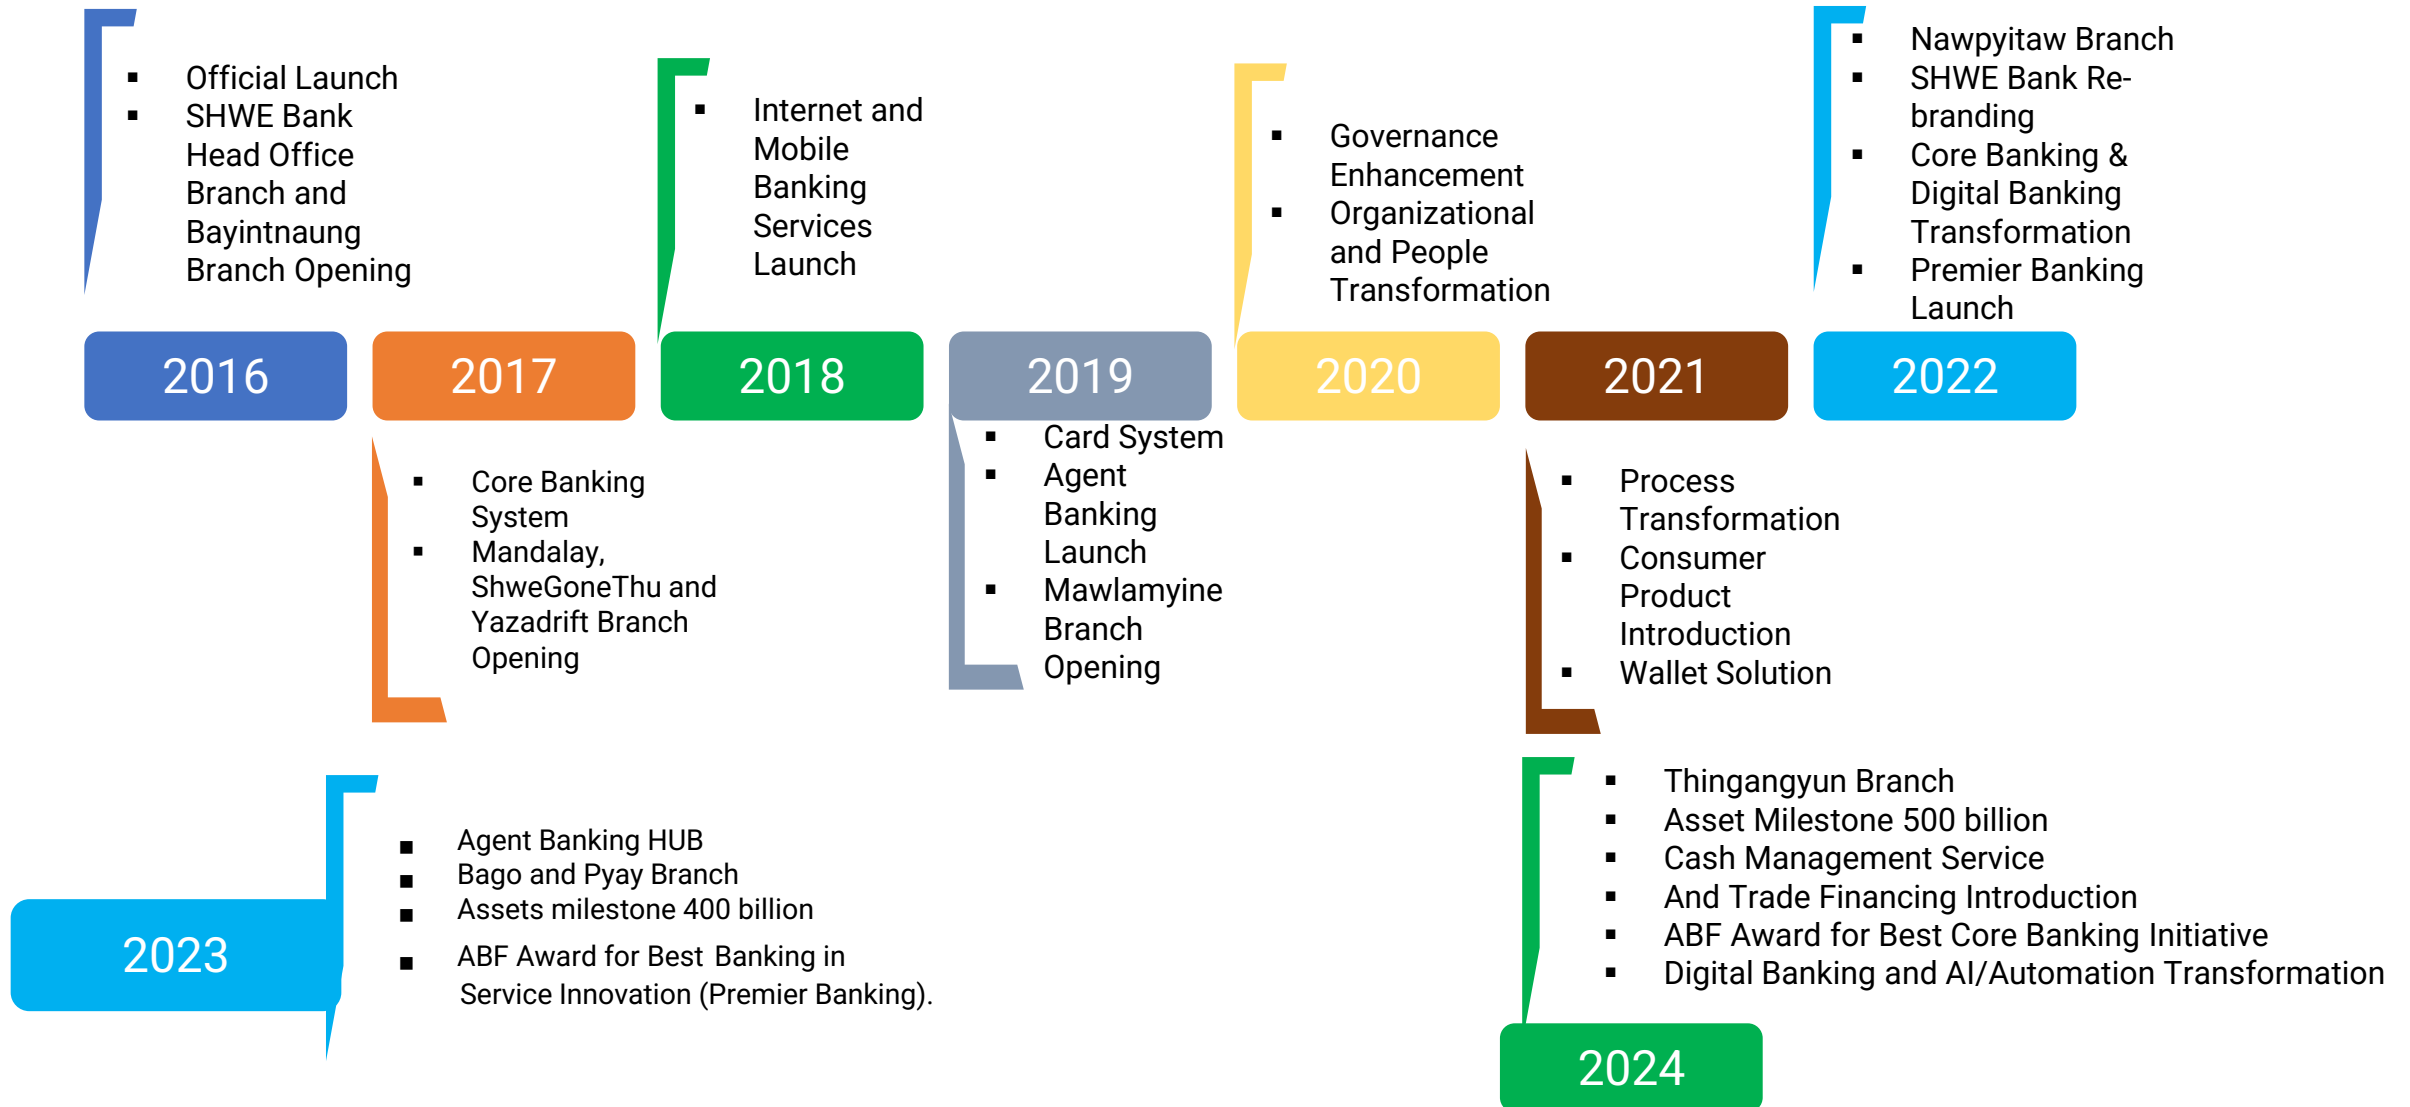 ▪ Official Launch
▪ SHWE Bank
Head Office
Branch and
Bayintnaung
Branch Opening
2016
2017
▪ Core Banking
System
▪ Mandalay,
ShweGoneThu and
Yazadrift Branch
Opening
▪ Internet and
Mobile
Banking
Services
Launch
2018
2019
▪ Card System
▪ Agent
Banking
Launch
▪ Mawlamyine
Branch
Opening
▪ Governance
Enhancement
▪ Organizational
and People
Transformation
2020
2021
▪ Process
Transformation
▪ Consumer
Product
Introduction
▪ Wallet Solution
▪ Nawpyitaw Branch
▪ SHWE Bank Re-
branding
▪ Core Banking &
Digital Banking
Transformation
▪ Premier Banking
Launch
2022
2023
▪ Agent Banking HUB
▪ Bago and Pyay Branch
▪ Assets milestone 400 billion
▪ ABF Award for Best Banking in
Service Innovation (Premier Banking).
▪ Thingangyun Branch
▪ Asset Milestone 500 billion
▪ Cash Management Service
▪ And Trade Financing Introduction
▪ ABF Award for Best Core Banking Initiative
▪ Digital Banking and AI/Automation Transformation
2024